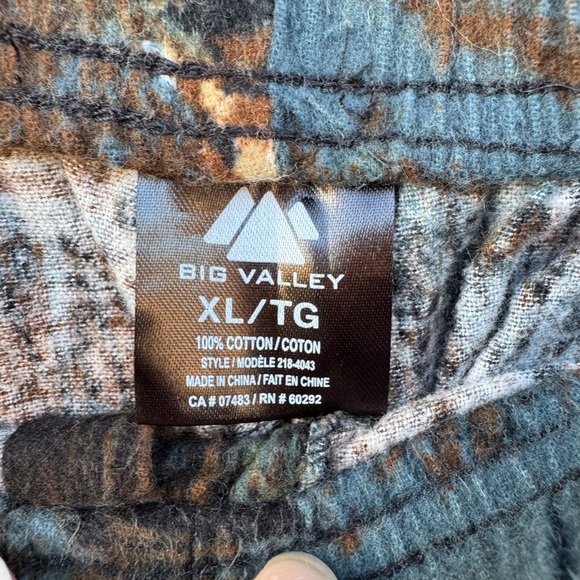 BIG VALLEY
XL/TG
100% COTTON/COTON
STYLE/MODÈLE 218-4043
MADE IN CHINA/FAIT EN CHINE
CA # 07483 / RN # 60292